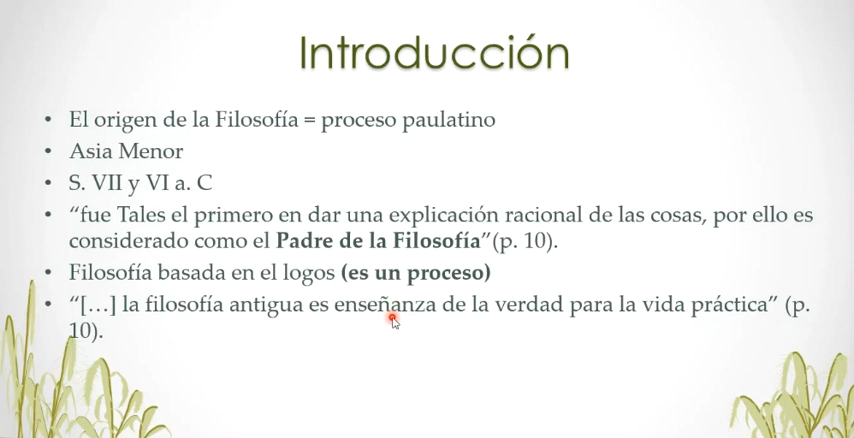 Introducción
• El origen de la Filosofía = proceso paulatino
• Asia Menor
• S. VII y VI a. C
• “fue Tales el primero en dar una explicación racional de las cosas, por ello es
considerado como el Padre de la Filosofía”(p. 10).
• Filosofía basada en el logos (es un proceso)
• “[…] la filosofía antigua es enseñanza de la verdad para la vida práctica” (p.
10).